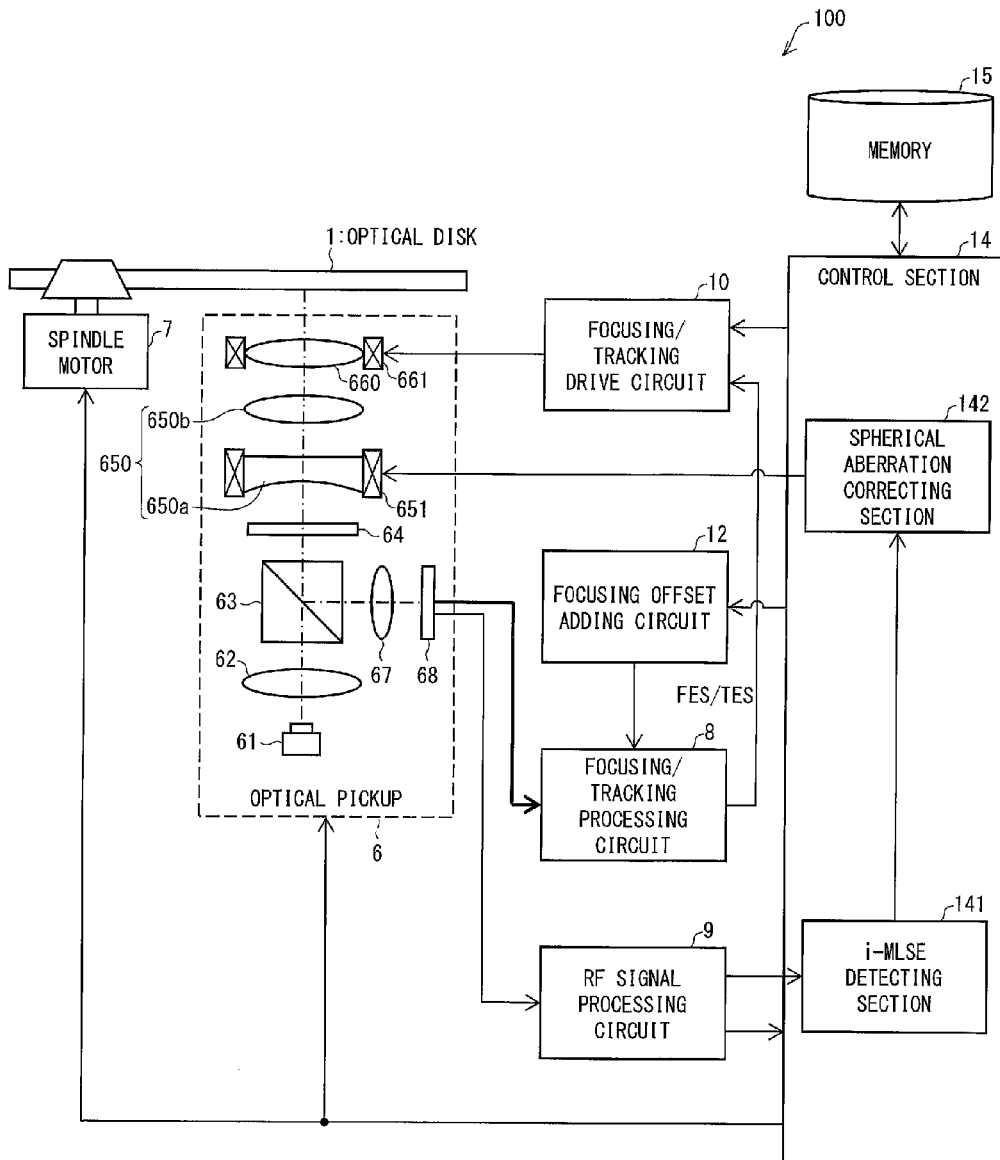 100
15
MEMORY
1:OPTICAL DISK
14
CONTROL SECTION
10
FOCUSING/
TRACKING
DRIVE CIRCUIT
7
SPINDLE
MOTOR
660
661
650b
650
650a
651
142
SPHERICAL
ABERRATION
CORRECTING
SECTION
64
12
FOCUSING OFFSET
ADDING CIRCUIT
63
67
68
62
61
FES/TES
8
FOCUSING/
TRACKING
PROCESSING
CIRCUIT
OPTICAL PICKUP
6
141
i-MLSE
DETECTING
SECTION
9
RF SIGNAL
PROCESSING
CIRCUIT